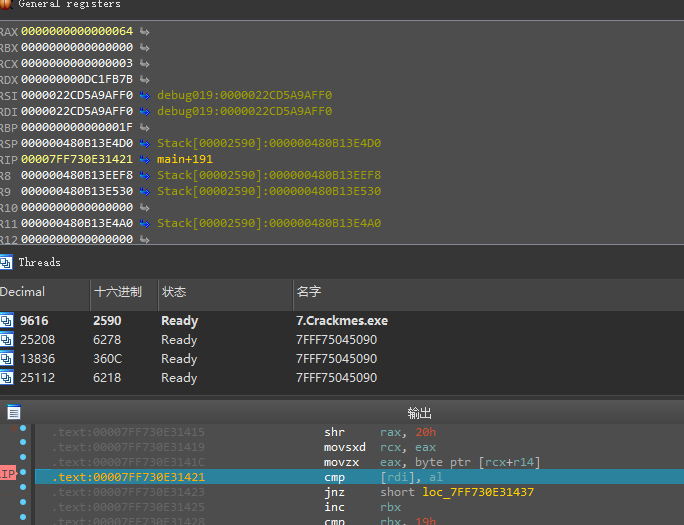 General registers
RAX 0000000000000064
RBX 0000000000000000
RCX 0000000000000003
RDX 00000000DC1FB7B
RSI 0000022CD5A9AFF0 debug019:0000022CD5A9AFF0
RDI 0000022CD5A9AFF0 debug019:0000022CD5A9AFF0
RBP 000000000000001F
RSP 000000480B13E4D0 Stack[00002590]:000000480B13E4D0
RIP 00007FF730E31421 main+191
R8 000000480B13EEF8 Stack[00002590]:000000480B13EEF8
R9 000000480B13E530 Stack[00002590]:000000480B13E530
R10 0000000000000000
R11 000000480B13E4A0 Stack[00002590]:000000480B13E4A0
R12 0000000000000000
Threads
Decimal 十六进制 状态 名字
9616 2590 Ready 7.Crackmes.exe
25208 6278 Ready 7FFF75045090
13836 360C Ready 7FFF75045090
25112 6218 Ready 7FFF75045090
输出
.text:00007FF730E31415 shr rax, 20h
.text:00007FF730E31419 movsxd rcx, eax
.text:00007FF730E3141C movzx eax, byte ptr [rcx+r14]
IP .text:00007FF730E31421 cmp [rdi], al
.text:00007FF730E31423 jnz short loc_7FF730E31437
.text:00007FF730E31425 inc rbx
.text:00007FF730E31428 cmp rbx, 19h